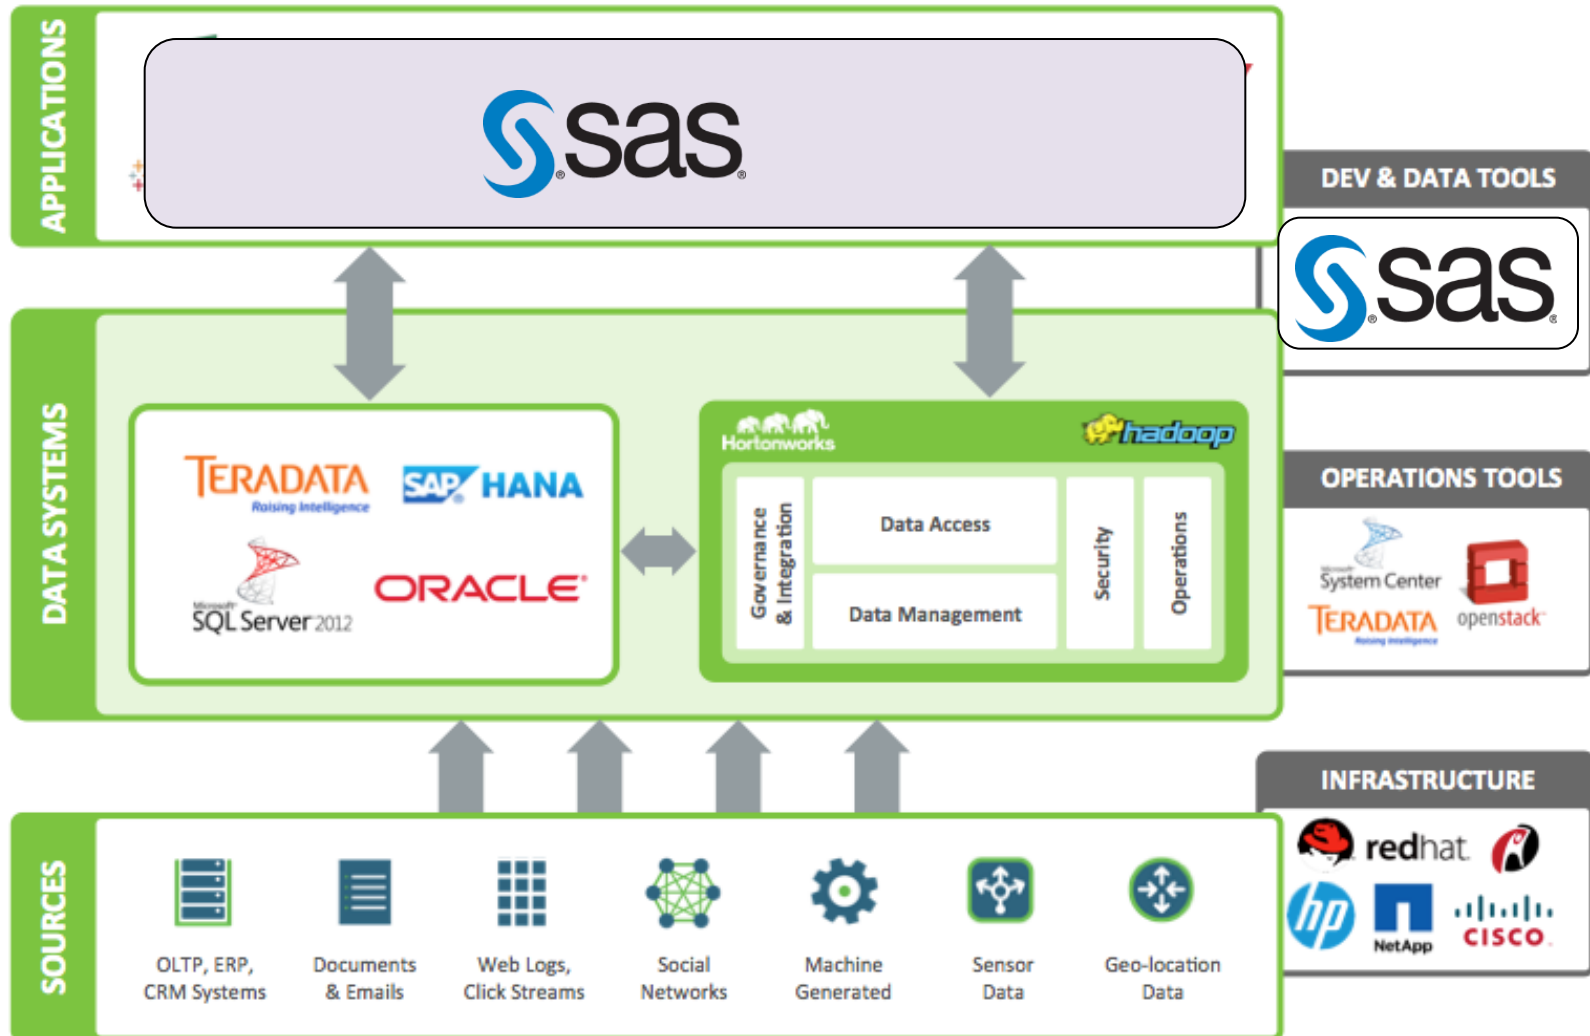 APPLICATIONS
sas
DEV & DATA TOOLS
sas
DATA SYSTEMS
TERADATA
Raising Intelligence
SAP HANA
Microsoft
SQL Server 2012
ORACLE
Hortonworks
hadoop
Governance
& Integration
Data Access
Data Management
Security
Operations
OPERATIONS TOOLS
Microsoft
System Center
TERADATA
Raising Intelligence
openstack
INFRASTRUCTURE
redhat
hp
NetApp
CISCO
SOURCES
OLTP, ERP,
CRM Systems
Documents
& Emails
Web Logs,
Click Streams
Social
Networks
Machine
Generated
Sensor
Data
Geo-location
Data